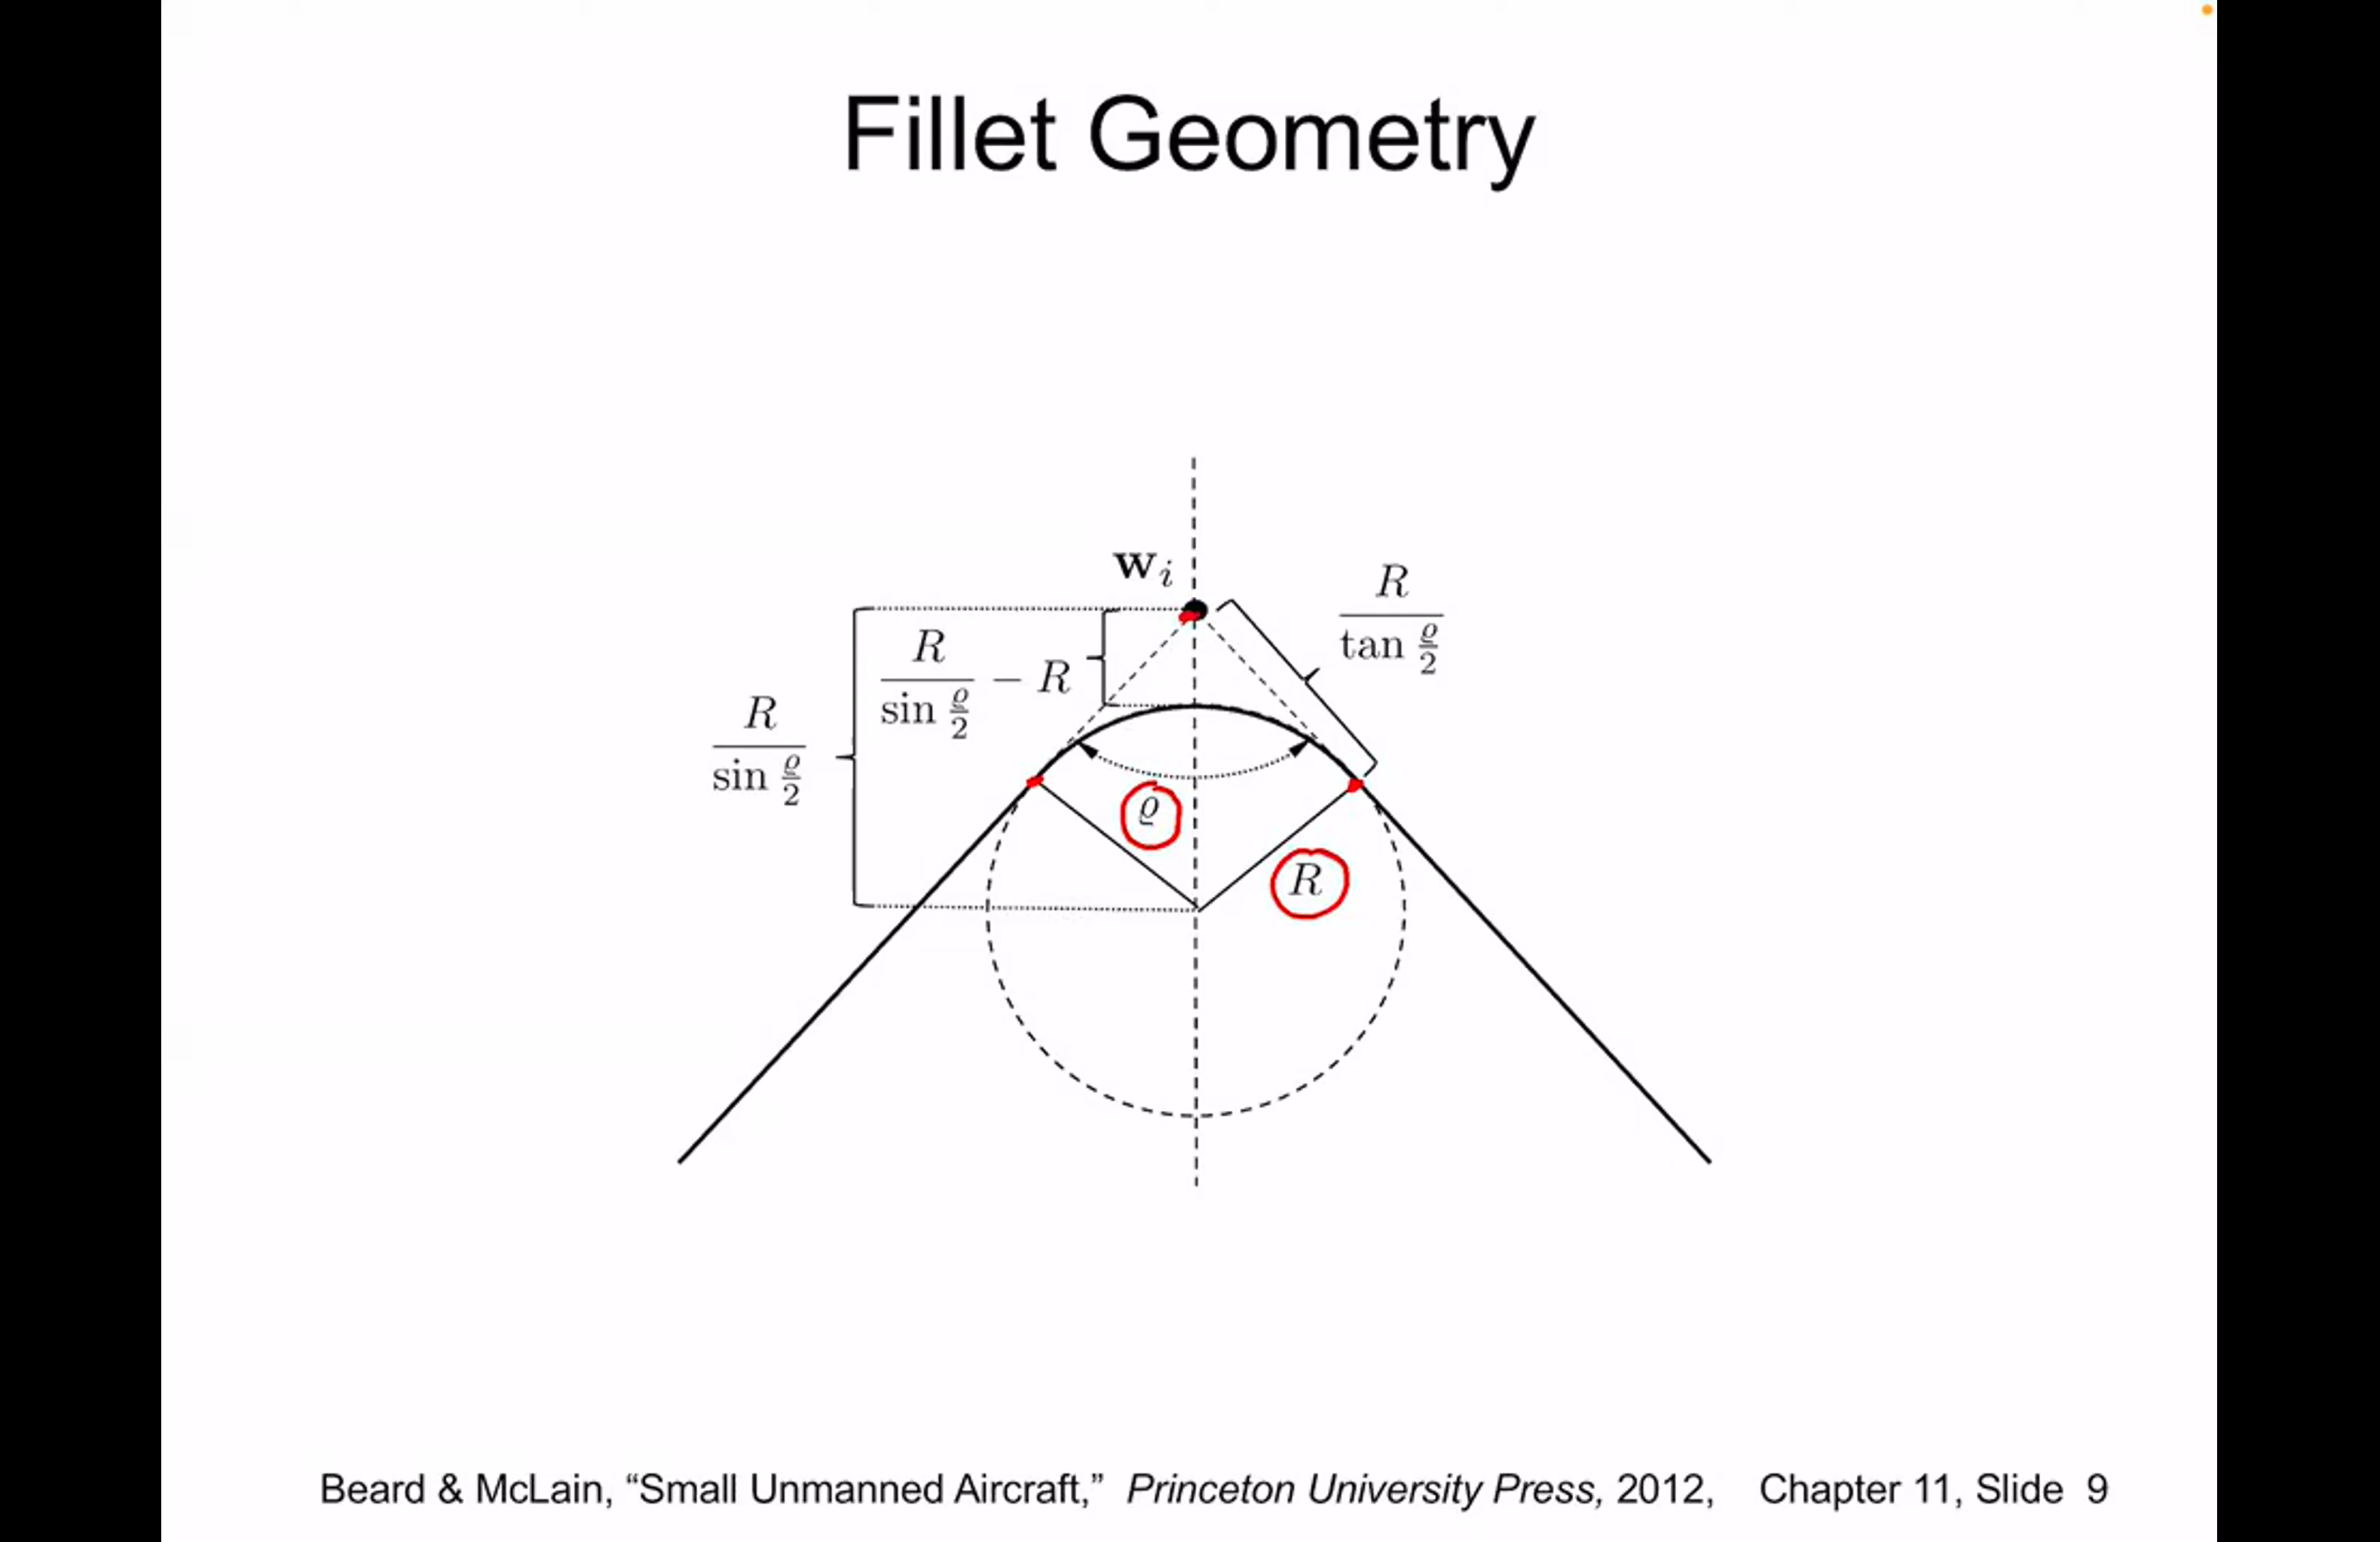 Fillet Geometry
𝐰ᵢ
R / tan ϱ/2
R / sin ϱ/2 − R
R / sin ϱ/2
ϱ
R
Beard & McLain, “Small Unmanned Aircraft,” Princeton University Press, 2012, Chapter 11, Slide 9